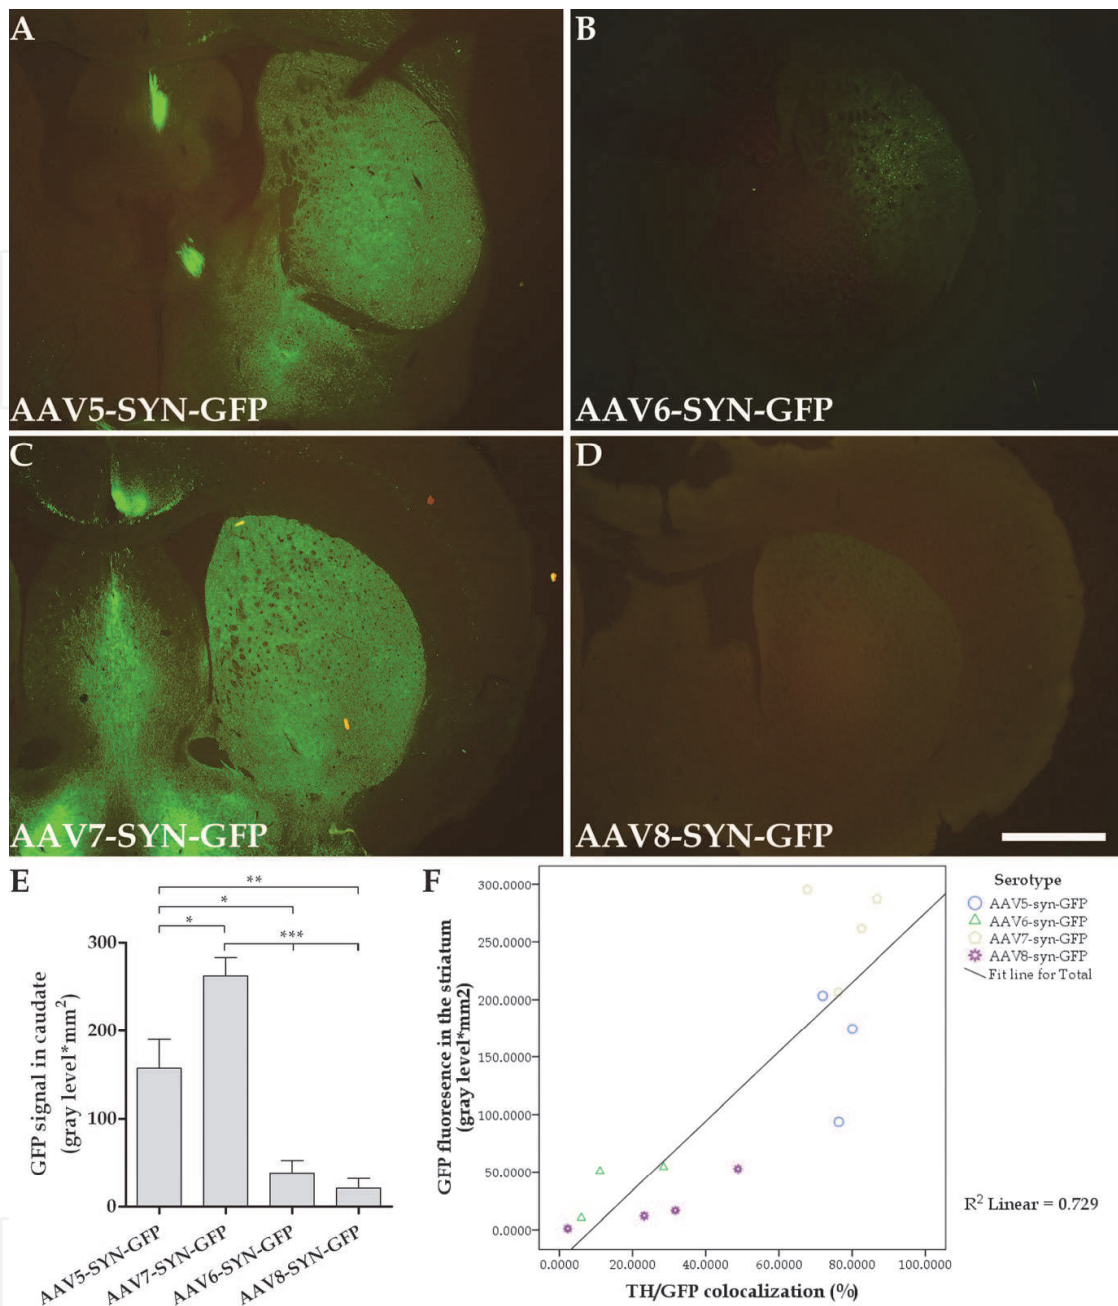 A
AAV5-SYN-GFP
B
AAV6-SYN-GFP
C
AAV7-SYN-GFP
D
AAV8-SYN-GFP
E
**
*
*
***
GFP signal in caudate
(gray level*mm²)
300
200
100
0
AAV5-SYN-GFP
AAV7-SYN-GFP
AAV6-SYN-GFP
AAV8-SYN-GFP
F
GFP fluoresence in the striatum
(gray level*mm2)
300.0000
250.0000
200.0000
150.0000
100.0000
50.0000
0.0000
0.0000 20.0000 40.0000 60.0000 80.0000 100.0000
TH/GFP colocalization (%)
Serotype
AAV5-syn-GFP
AAV6-syn-GFP
AAV7-syn-GFP
AAV8-syn-GFP
Fit line for Total
R² Linear = 0.729